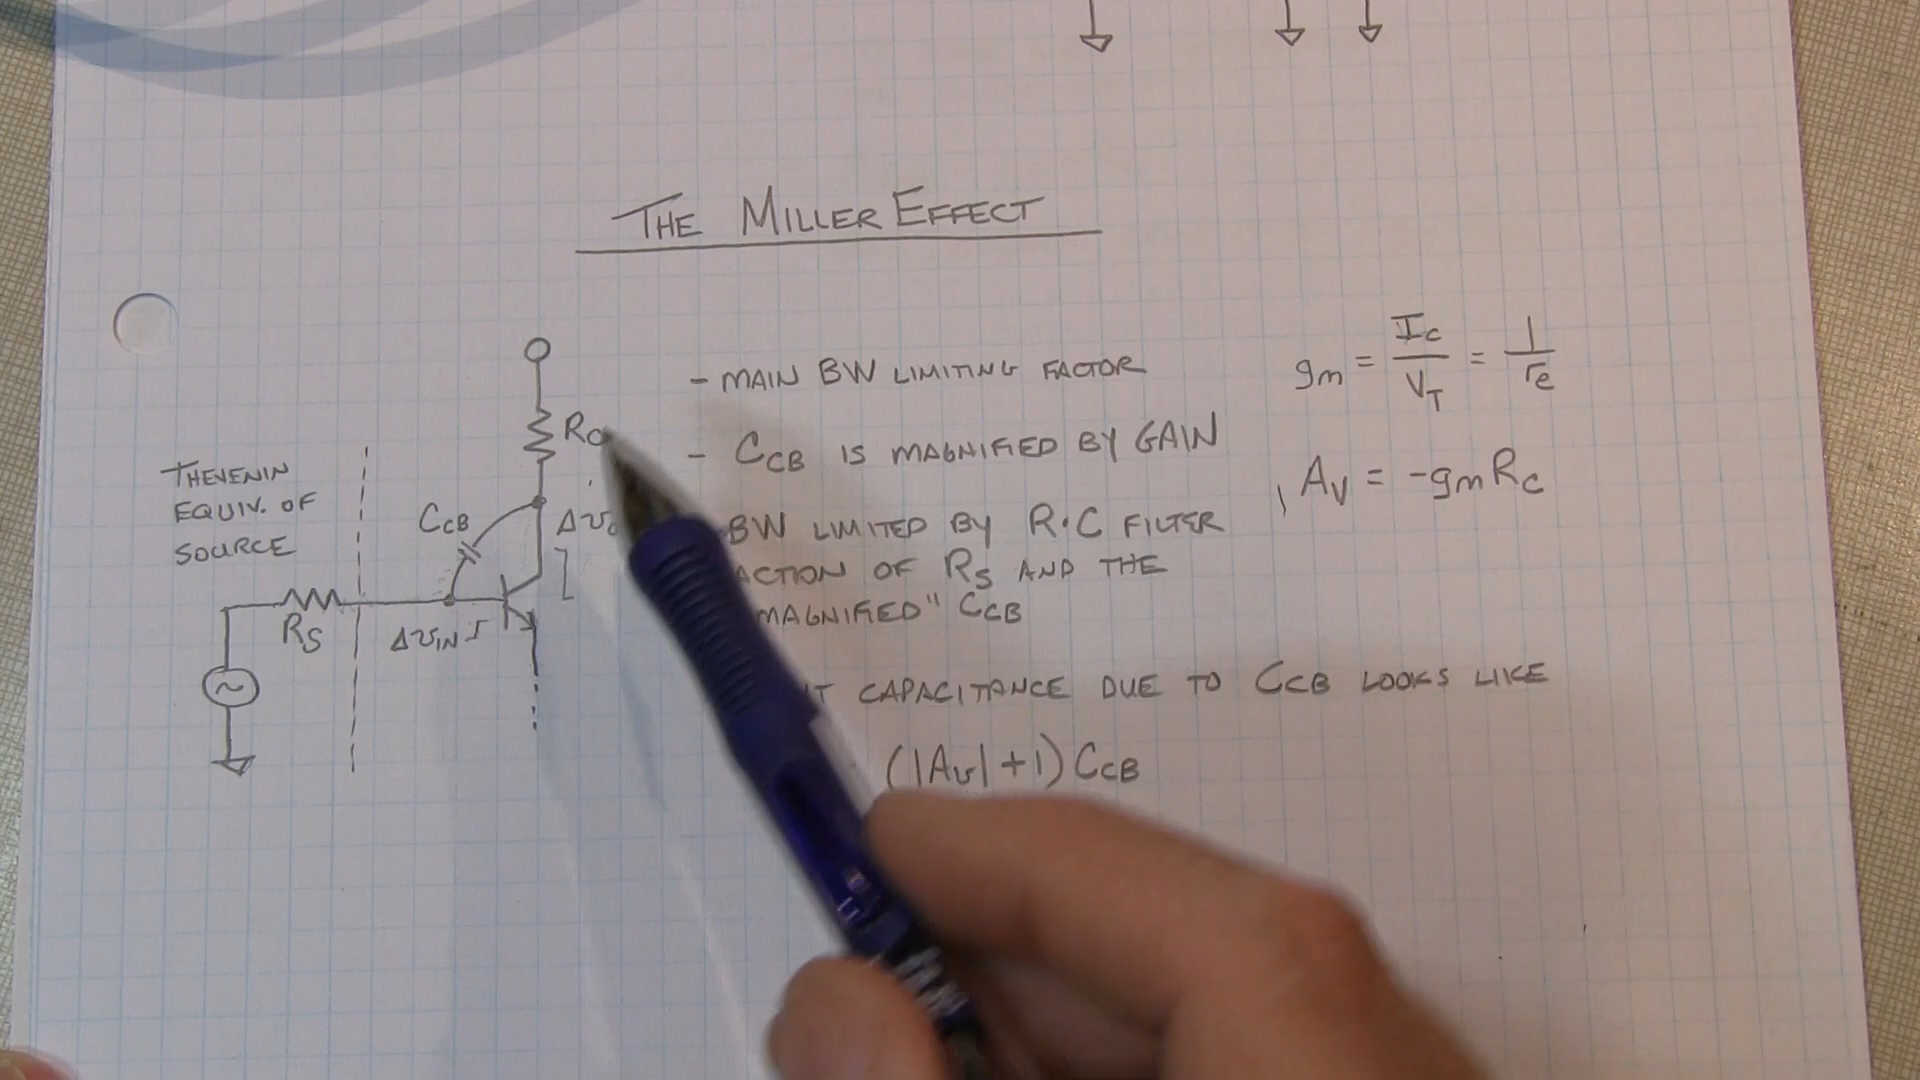 THE MILLER EFFECT
- MAIN BW LIMITING FACTOR
- CCB IS MAGNIFIED BY GAIN
BW LIMITED BY R·C FILTER
ACTION OF RS AND THE
MAGNIFIED" CCB
CAPACITANCE DUE TO CCB LOOKS LIKE
(|Av|+1) CCB
gm = Ic/VT = 1/re
Av = -gmRc
THEVENIN
EQUIV. OF
SOURCE
RS
CCB
ΔvIN
Rc